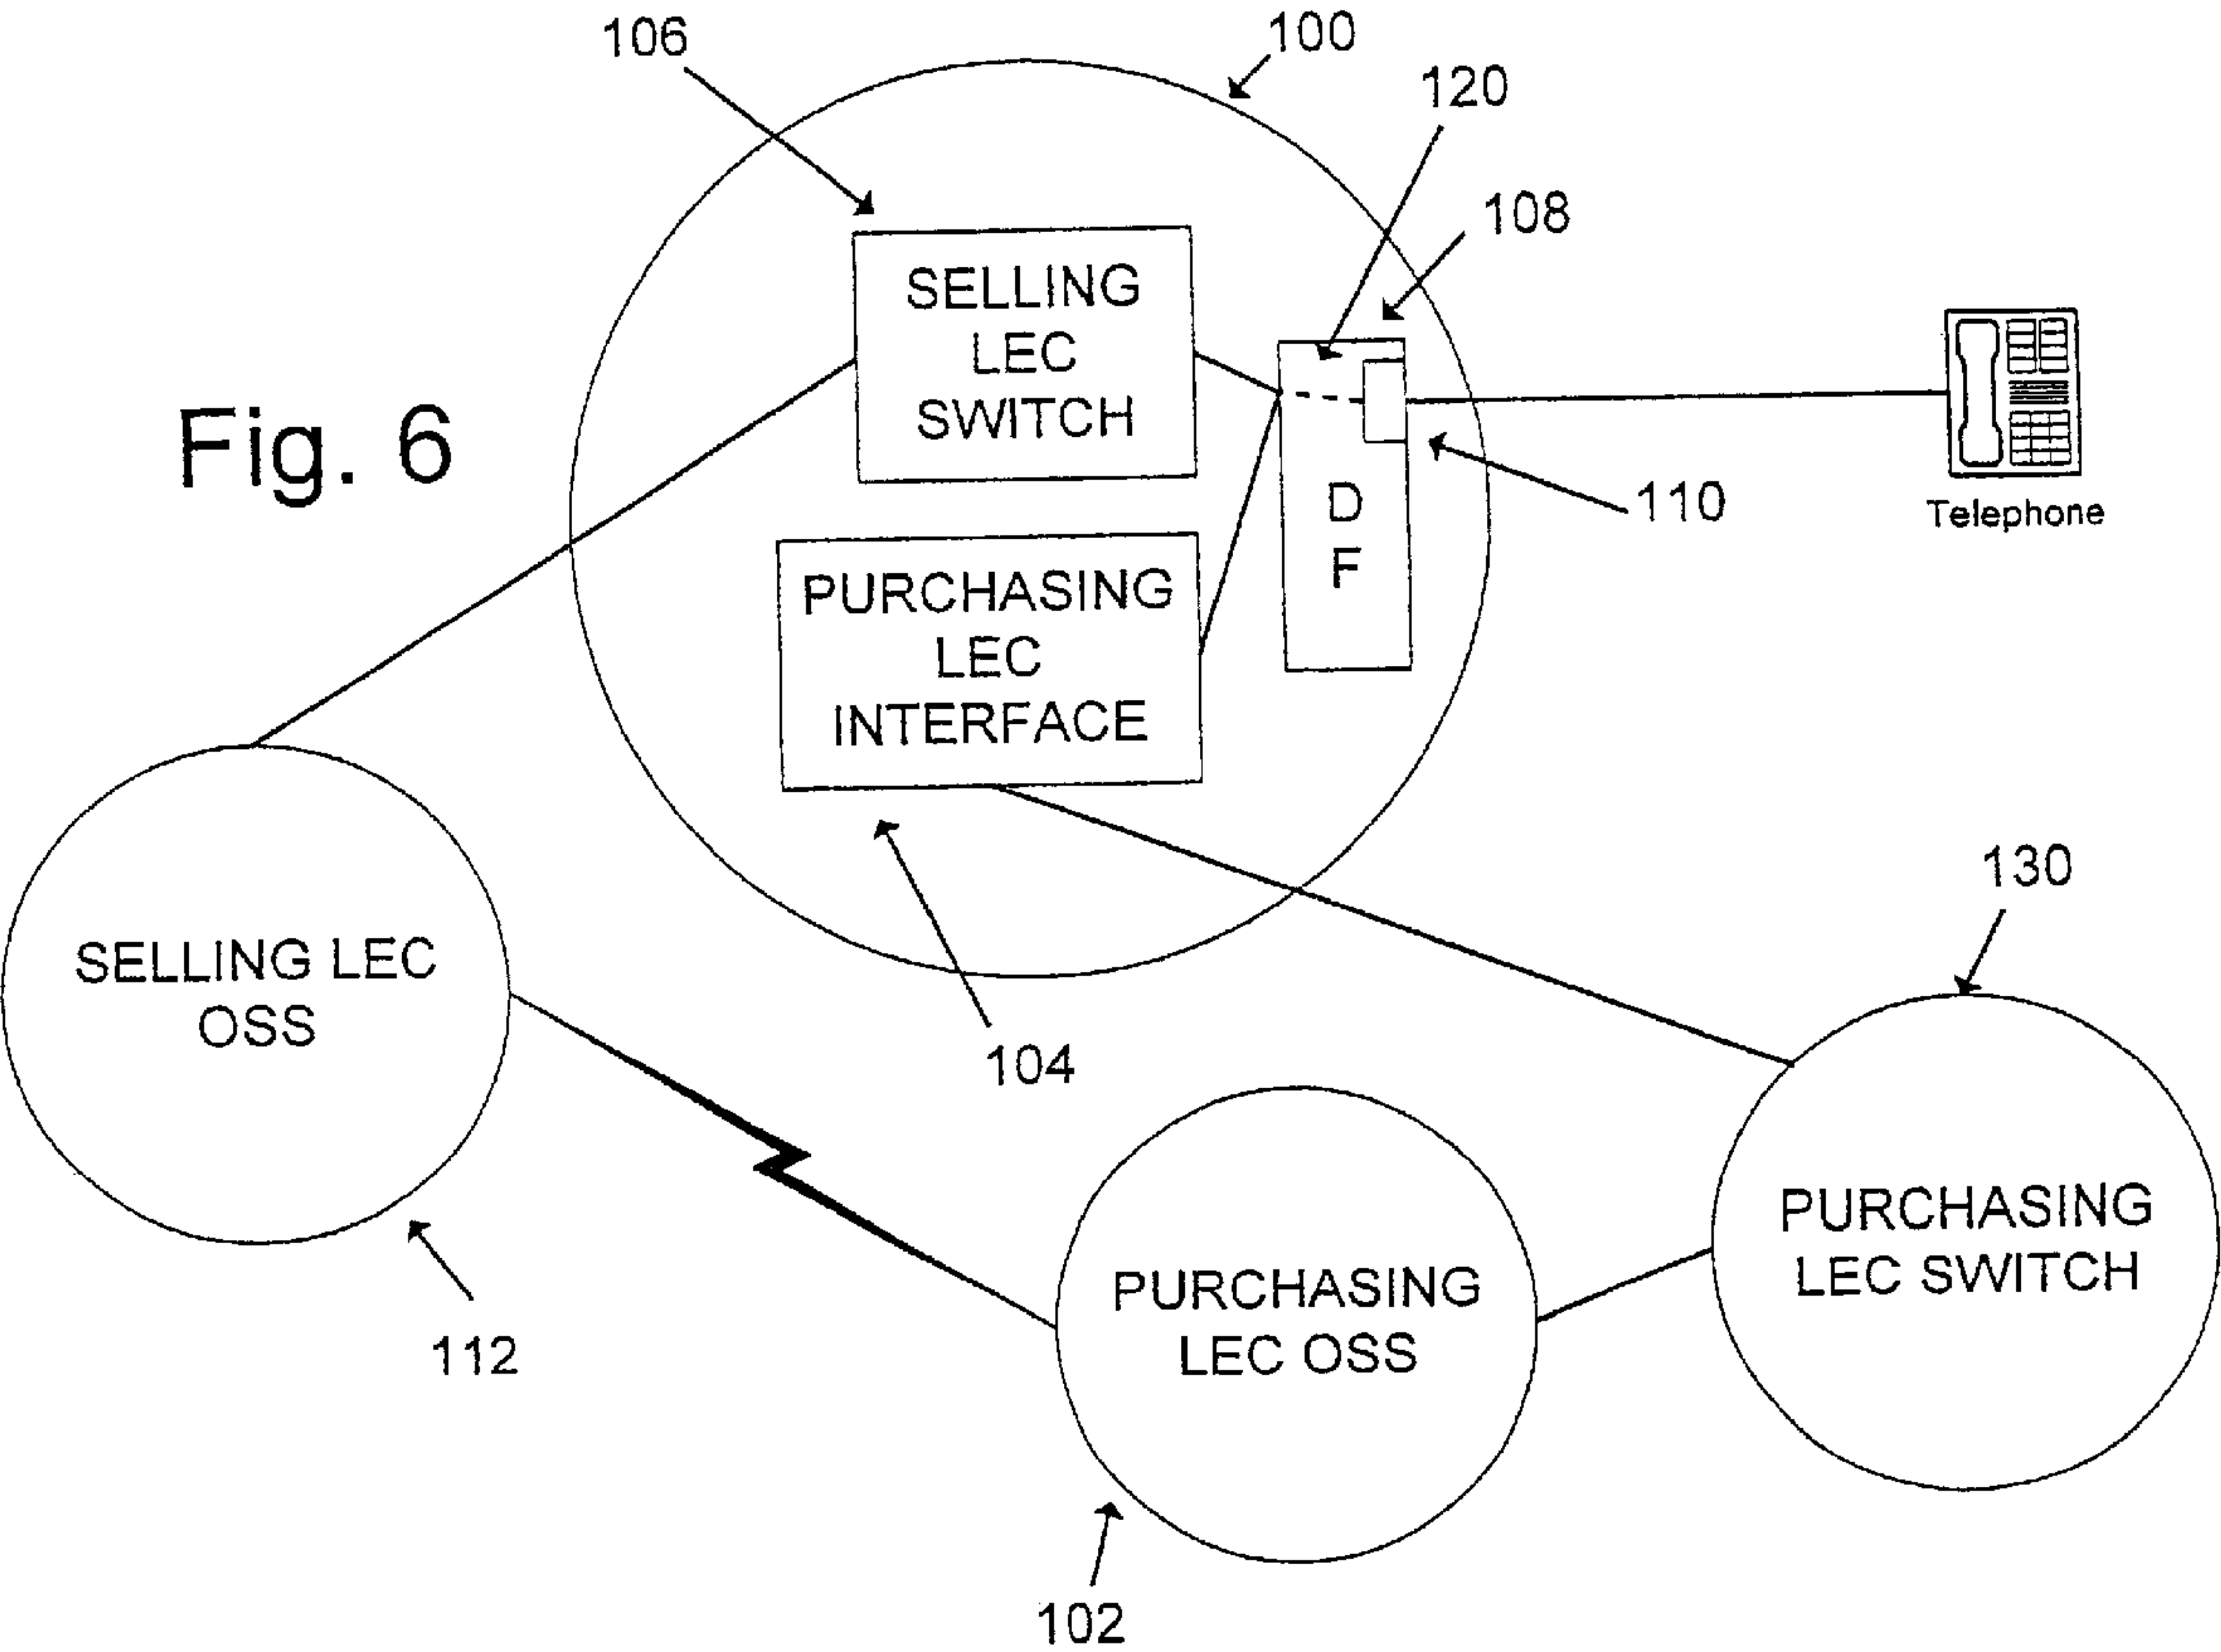 106
100
120
108
SELLING
LEC
SWITCH
Fig. 6
110
D
F
Telephone
PURCHASING
LEC
INTERFACE
130
SELLING LEC
OSS
104
PURCHASING
LEC SWITCH
PURCHASING
LEC OSS
112
102